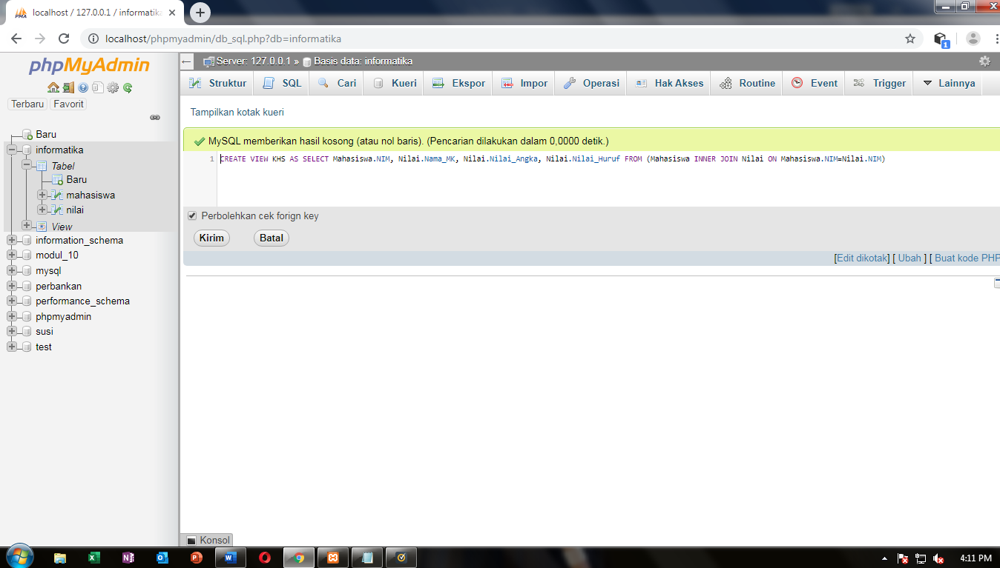 localhost / 127.0.0.1 / informatika
localhost/phpmyadmin/db_sql.php?db=informatika
1
phpMyAdmin
Terbaru Favorit
Baru
informatika
Tabel
Baru
mahasiswa
nilai
View
information_schema
modul_10
mysql
perbankan
performance_schema
phpmyadmin
susi
test
Server: 127.0.0.1 » Basis data: informatika
Struktur SQL Cari Kueri Ekspor Impor Operasi Hak Akses Routine Event Trigger Lainnya
Tampilkan kotak kueri
MySQL memberikan hasil kosong (atau nol baris). (Pencarian dilakukan dalam 0,0000 detik.)
1 CREATE VIEW KHS AS SELECT Mahasiswa.NIM, Nilai.Nama_MK, Nilai.Nilai_Angka, Nilai.Nilai_Huruf FROM (Mahasiswa INNER JOIN Nilai ON Mahasiswa.NIM=Nilai.NIM)
Perbolehkan cek forign key
Kirim Batal
[Edit dikotak] [ Ubah ] [ Buat kode PHP
Konsol
4:11 PM